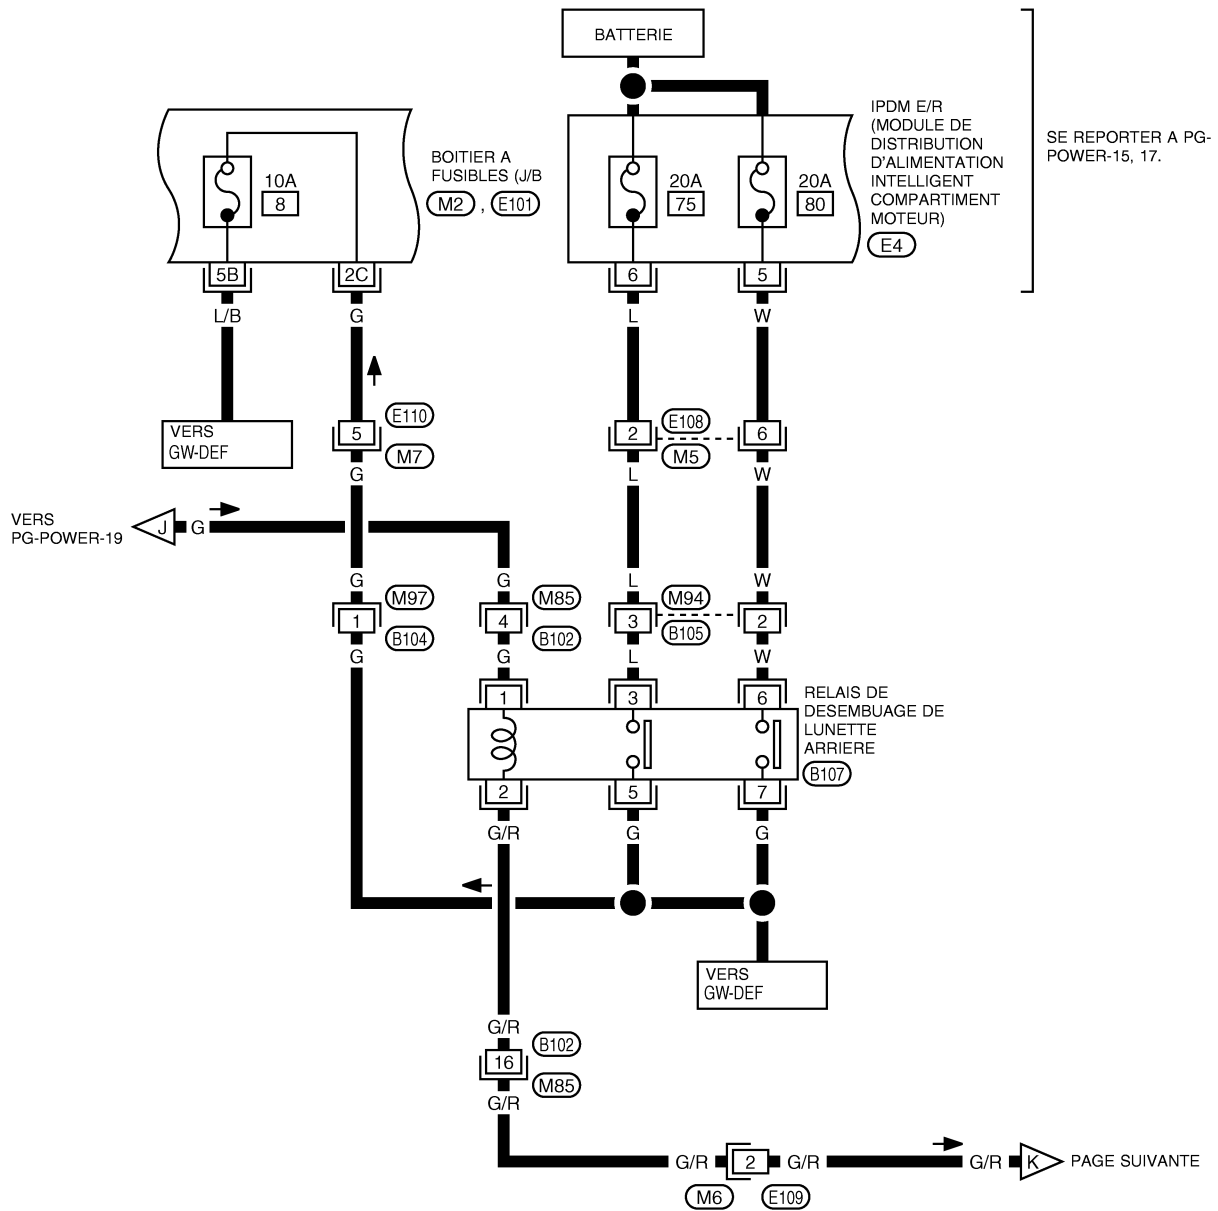 BATTERIE
IPDM E/R
(MODULE DE
DISTRIBUTION
D'ALIMENTATION
INTELLIGENT
COMPARTIMENT
MOTEUR)
E4
SE REPORTER A PG-
POWER-15, 17.
BOITIER A
FUSIBLES (J/B
M2 , E101
10A
8
20A
75
20A
80
5B
2C
6
5
L/B
G
L
W
VERS
GW-DEF
5
E110
M7
2
E108
M5
6
G
L
W
VERS
PG-POWER-19
J
G
G
G
L
W
1
M97
B104
4
M85
B102
3
M94
B105
2
G
G
L
W
1
3
6
RELAIS DE
DESEMBUAGE DE
LUNETTE
ARRIERE
B107
2
5
7
G/R
G
G
VERS
GW-DEF
G/R
16
B102
M85
G/R
G/R
2
G/R
G/R
K
PAGE SUIVANTE
M6
E109